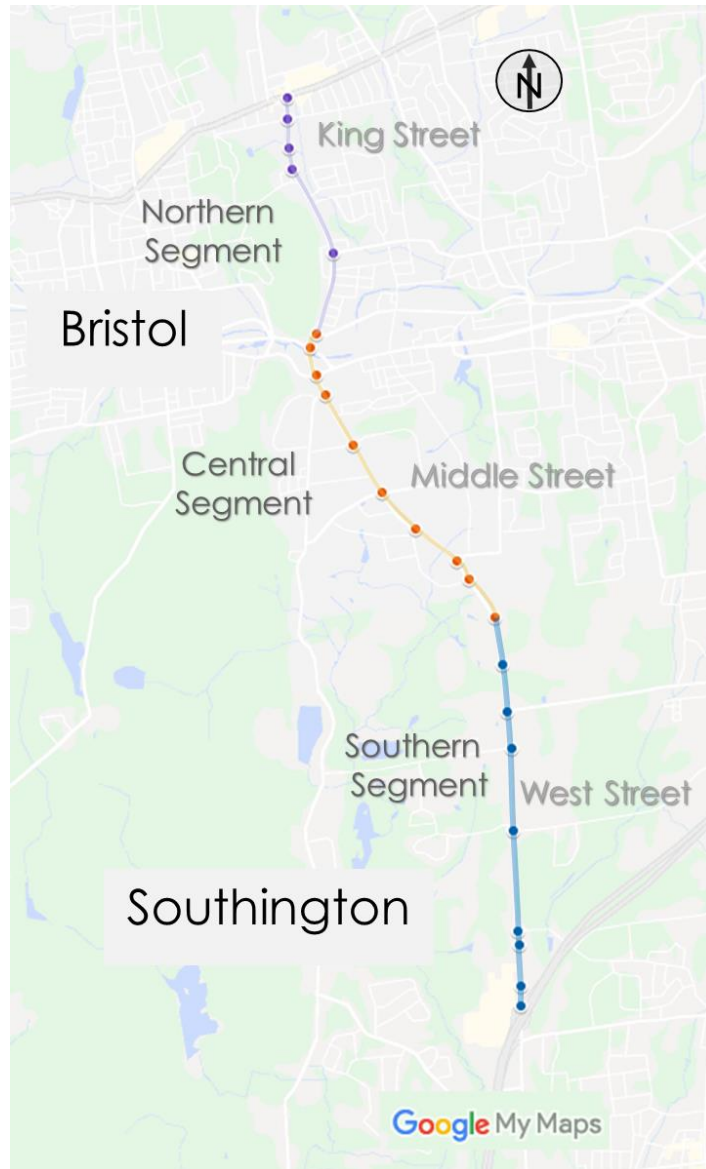 N
King Street
Northern
Segment
Bristol
Central
Segment
Middle Street
Southern
Segment
West Street
Southington
Google My Maps